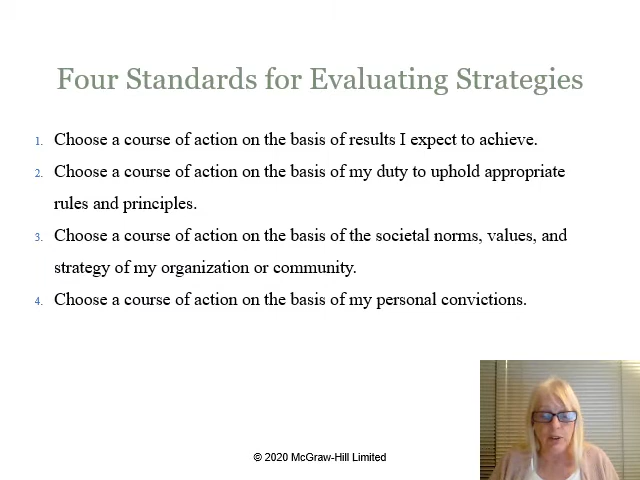 Four Standards for Evaluating Strategies
1. Choose a course of action on the basis of results I expect to achieve.
2. Choose a course of action on the basis of my duty to uphold appropriate
rules and principles.
3. Choose a course of action on the basis of the societal norms, values, and
strategy of my organization or community.
4. Choose a course of action on the basis of my personal convictions.
© 2020 McGraw-Hill Limited